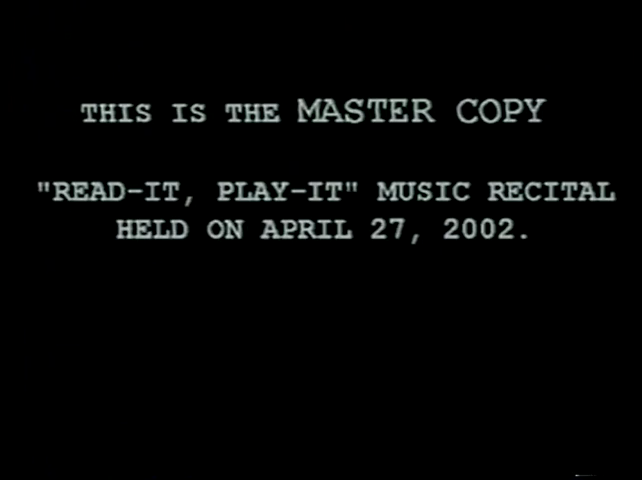 THIS IS THE MASTER COPY
"READ-IT, PLAY-IT" MUSIC RECITAL
HELD ON APRIL 27, 2002.